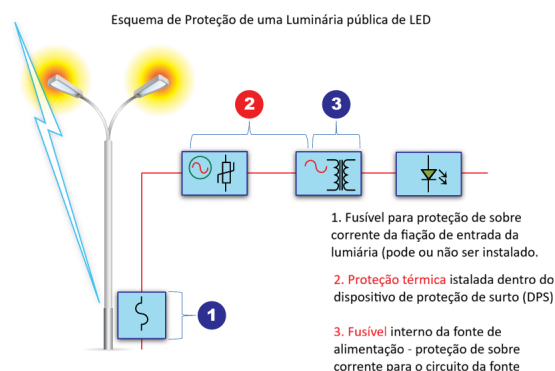 Esquema de Proteção de uma Luminária pública de LED
2
3
1. Fusível para proteção de sobre
corrente da fiação de entrada da
lumiária (pode ou não ser instalado.
2. Proteção térmica istalada dentro do
dispositivo de proteção de surto (DPS)
1
3. Fusível interno da fonte de
alimentação - proteção de sobre
corrente para o circuito da fonte